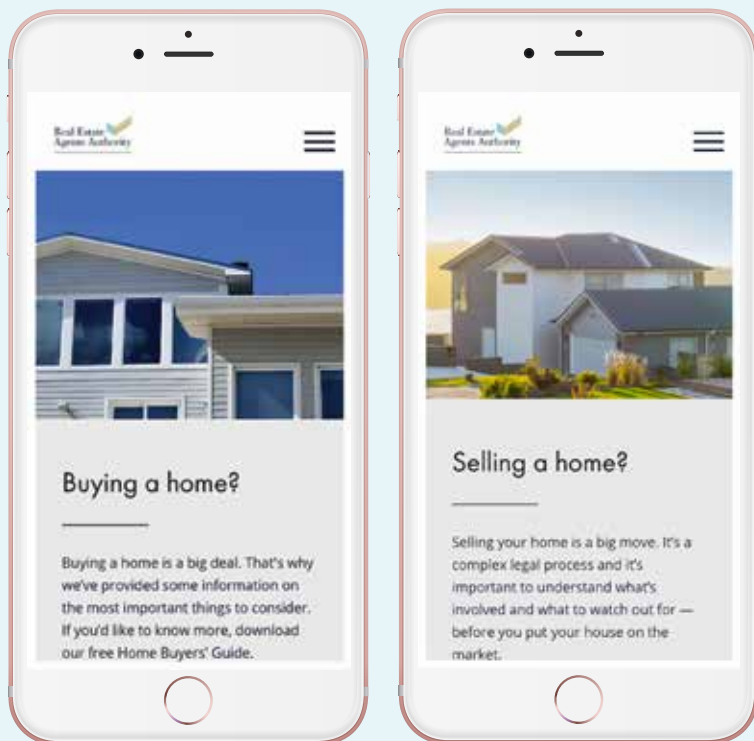 Real Estate
Agents Authority
Buying a home?
Buying a home is a big deal. That's why
we've provided some information on
the most important things to consider.
If you'd like to know more, download
our free Home Buyers' Guide.
Real Estate
Agents Authority
Selling a home?
Selling your home is a big move. It's a
complex legal process and it's
important to understand what's
involved and what to watch out for —
before you put your house on the
market.